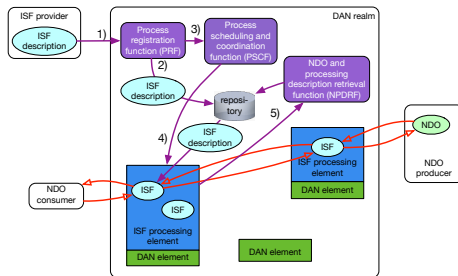 ISF provider
ISF
description
1)
DAN realm
Process
registration
function (PRF)
3)
Process
scheduling and
coordination
function (PSCF)
2)
ISF
description
reposi-
tory
NDO and
processing
description retrieval
function (NPDRF)
4)
ISF
description
5)
NDO
NDO
producer
ISF
ISF processing
element
DAN element
NDO
consumer
ISF
ISF
ISF processing
element
DAN element
DAN element